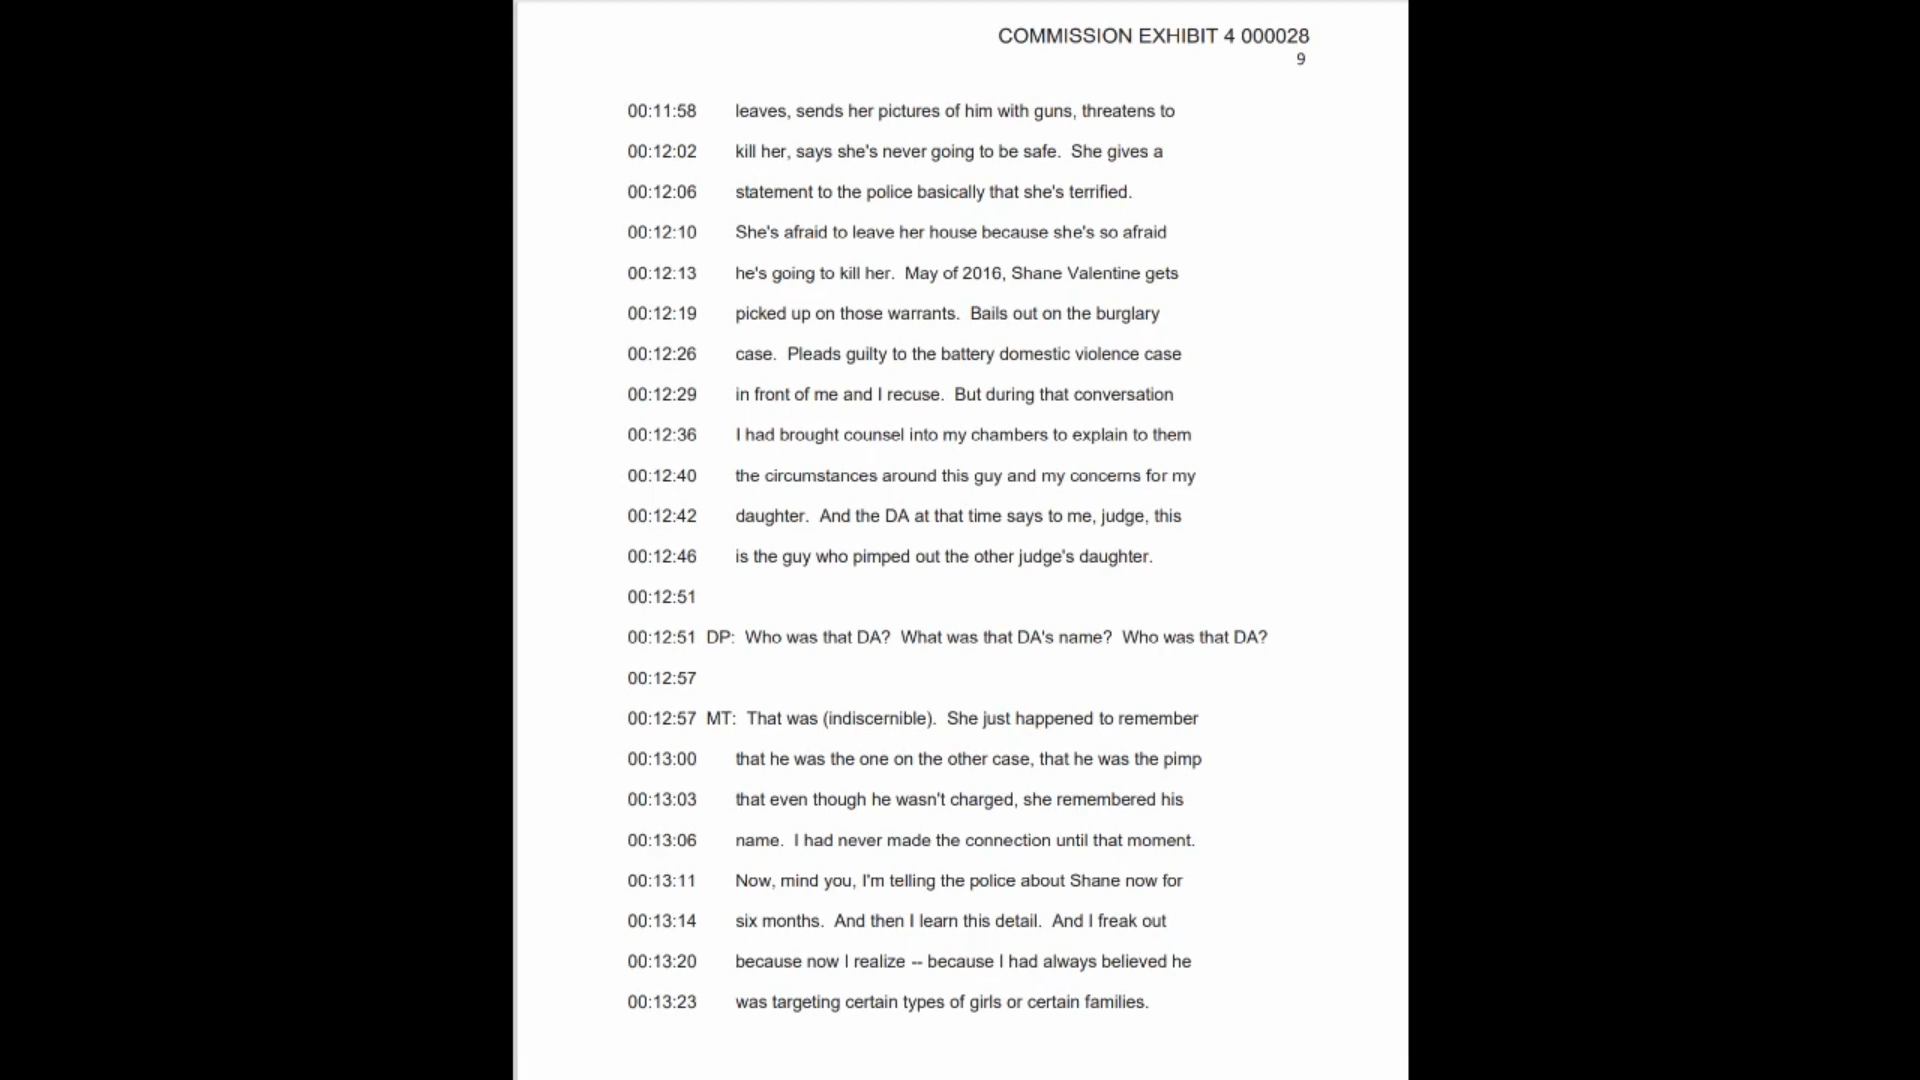 COMMISSION EXHIBIT 4 000028
9
00:11:58 leaves, sends her pictures of him with guns, threatens to
00:12:02 kill her, says she's never going to be safe. She gives a
00:12:06 statement to the police basically that she's terrified.
00:12:10 She's afraid to leave her house because she's so afraid
00:12:13 he's going to kill her. May of 2016, Shane Valentine gets
00:12:19 picked up on those warrants. Bails out on the burglary
00:12:26 case. Pleads guilty to the battery domestic violence case
00:12:29 in front of me and I recuse. But during that conversation
00:12:36 I had brought counsel into my chambers to explain to them
00:12:40 the circumstances around this guy and my concerns for my
00:12:42 daughter. And the DA at that time says to me, judge, this
00:12:46 is the guy who pimped out the other judge's daughter.
00:12:51
00:12:51 DP: Who was that DA? What was that DA's name? Who was that DA?
00:12:57
00:12:57 MT: That was (indiscernible). She just happened to remember
00:13:00 that he was the one on the other case, that he was the pimp
00:13:03 that even though he wasn't charged, she remembered his
00:13:06 name. I had never made the connection until that moment.
00:13:11 Now, mind you, I'm telling the police about Shane now for
00:13:14 six months. And then I learn this detail. And I freak out
00:13:20 because now I realize -- because I had always believed he
00:13:23 was targeting certain types of girls or certain families.